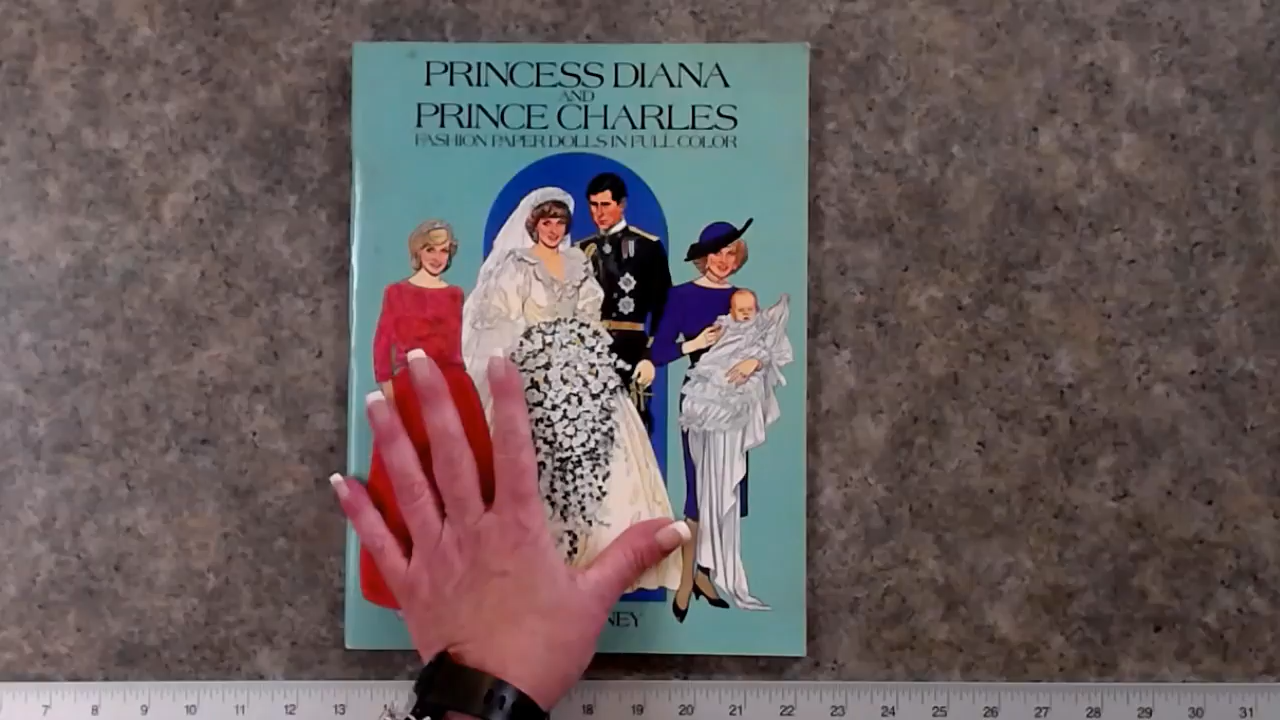 PRINCESS DIANA
AND
PRINCE CHARLES
FASHION PAPER DOLLS IN FULL COLOR
7 8 9 10 11 12 13 18 19 20 21 22 23 24 25 26 27 28 29 30 31